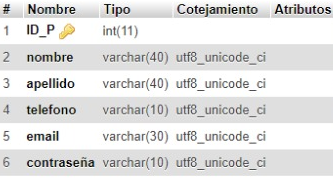 # Nombre Tipo Cotejamiento Atributos
1 ID_P int(11)
2 nombre varchar(40) utf8_unicode_ci
3 apellido varchar(40) utf8_unicode_ci
4 telefono varchar(10) utf8_unicode_ci
5 email varchar(30) utf8_unicode_ci
6 contraseña varchar(10) utf8_unicode_ci